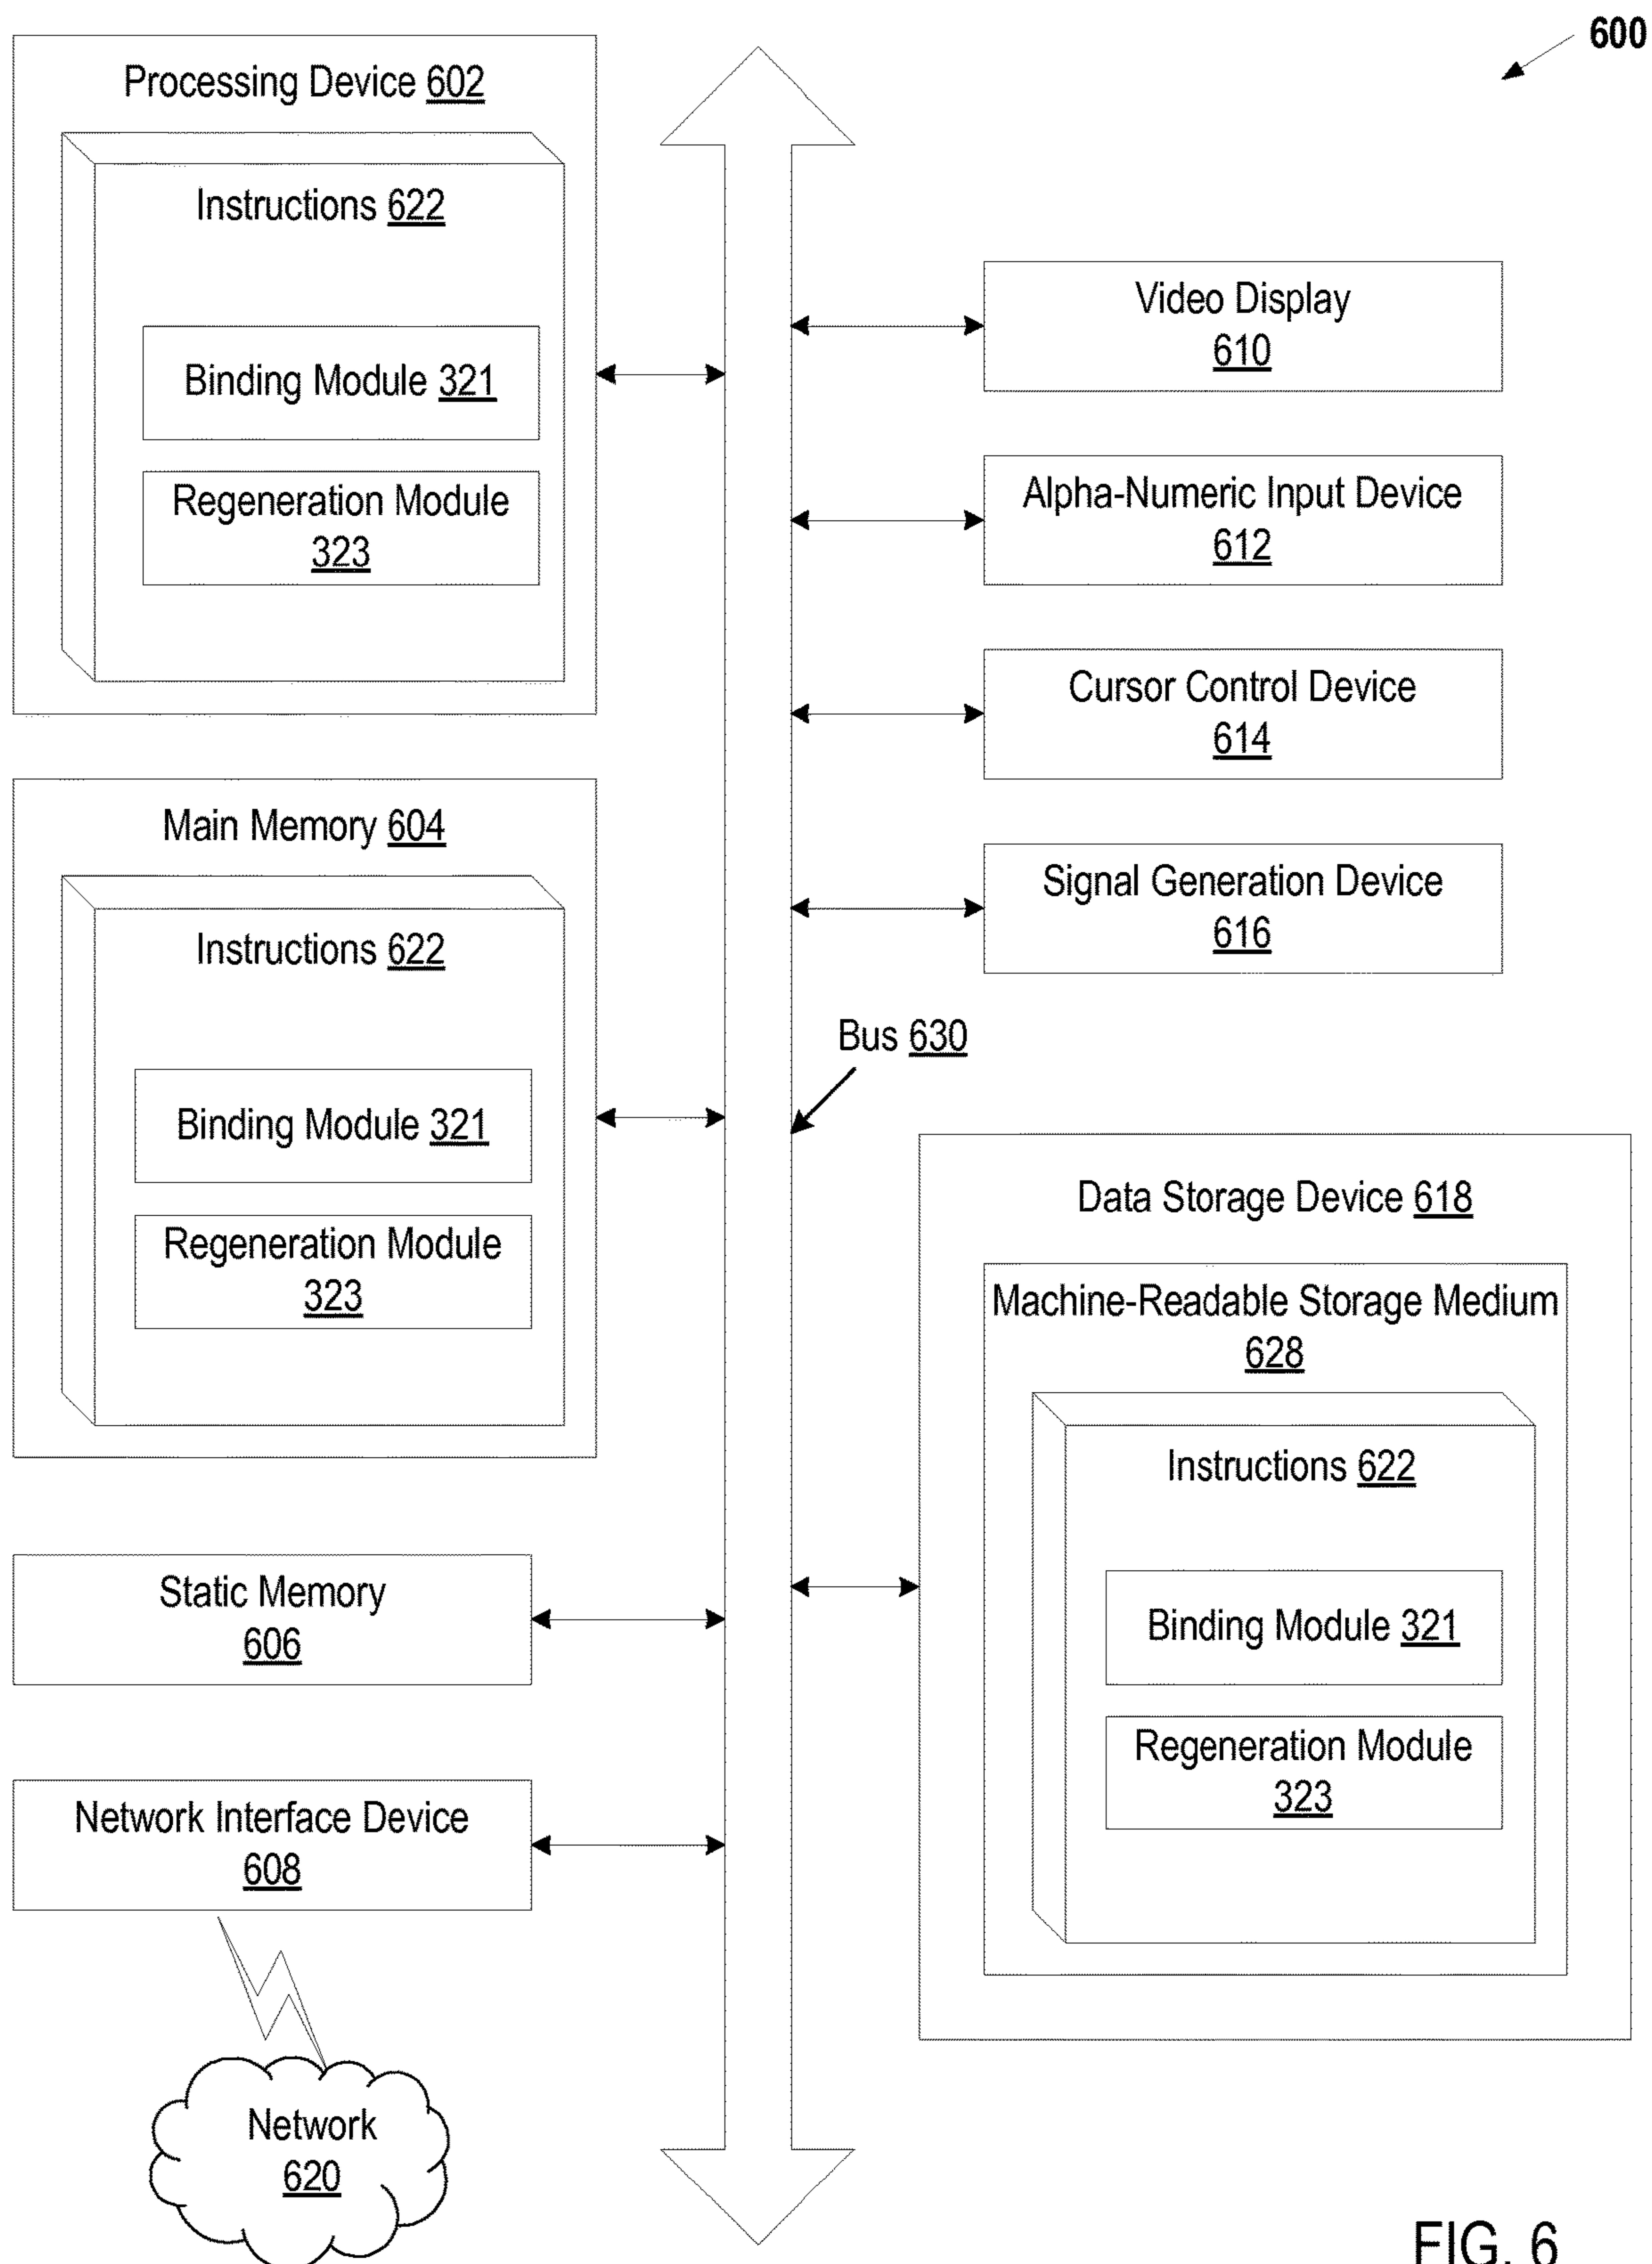 600
Processing Device 602
Instructions 622
Binding Module 321
Regeneration Module
323
Main Memory 604
Instructions 622
Binding Module 321
Regeneration Module
323
Static Memory
606
Network Interface Device
608
Network
620
Video Display
610
Alpha-Numeric Input Device
612
Cursor Control Device
614
Signal Generation Device
616
Bus 630
Data Storage Device 618
Machine-Readable Storage Medium
628
Instructions 622
Binding Module 321
Regeneration Module
323
FIG. 6